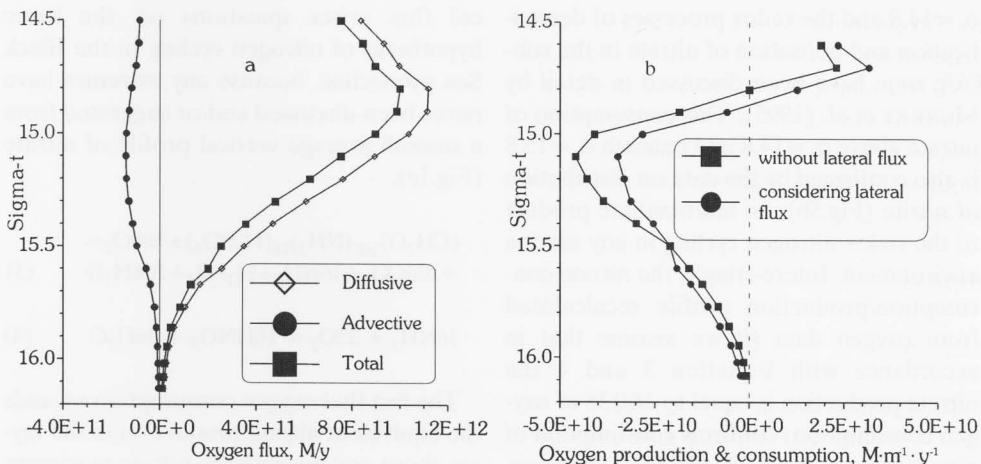 a
14.5
15.0
15.5
16.0
Sigma-t
Diffusive
Advective
Total
-4.0E+11
0.0E+0
4.0E+11
8.0E+11
1.2E+12
Oxygen flux, M/y
b
14.5
15.0
15.5
16.0
Sigma-t
without lateral flux
considering lateral
flux
-5.0E+10
-2.5E+10
0.0E+0
2.5E+10
5.0E+10
Oxygen production & consumption, M·m¹ · y⁻¹